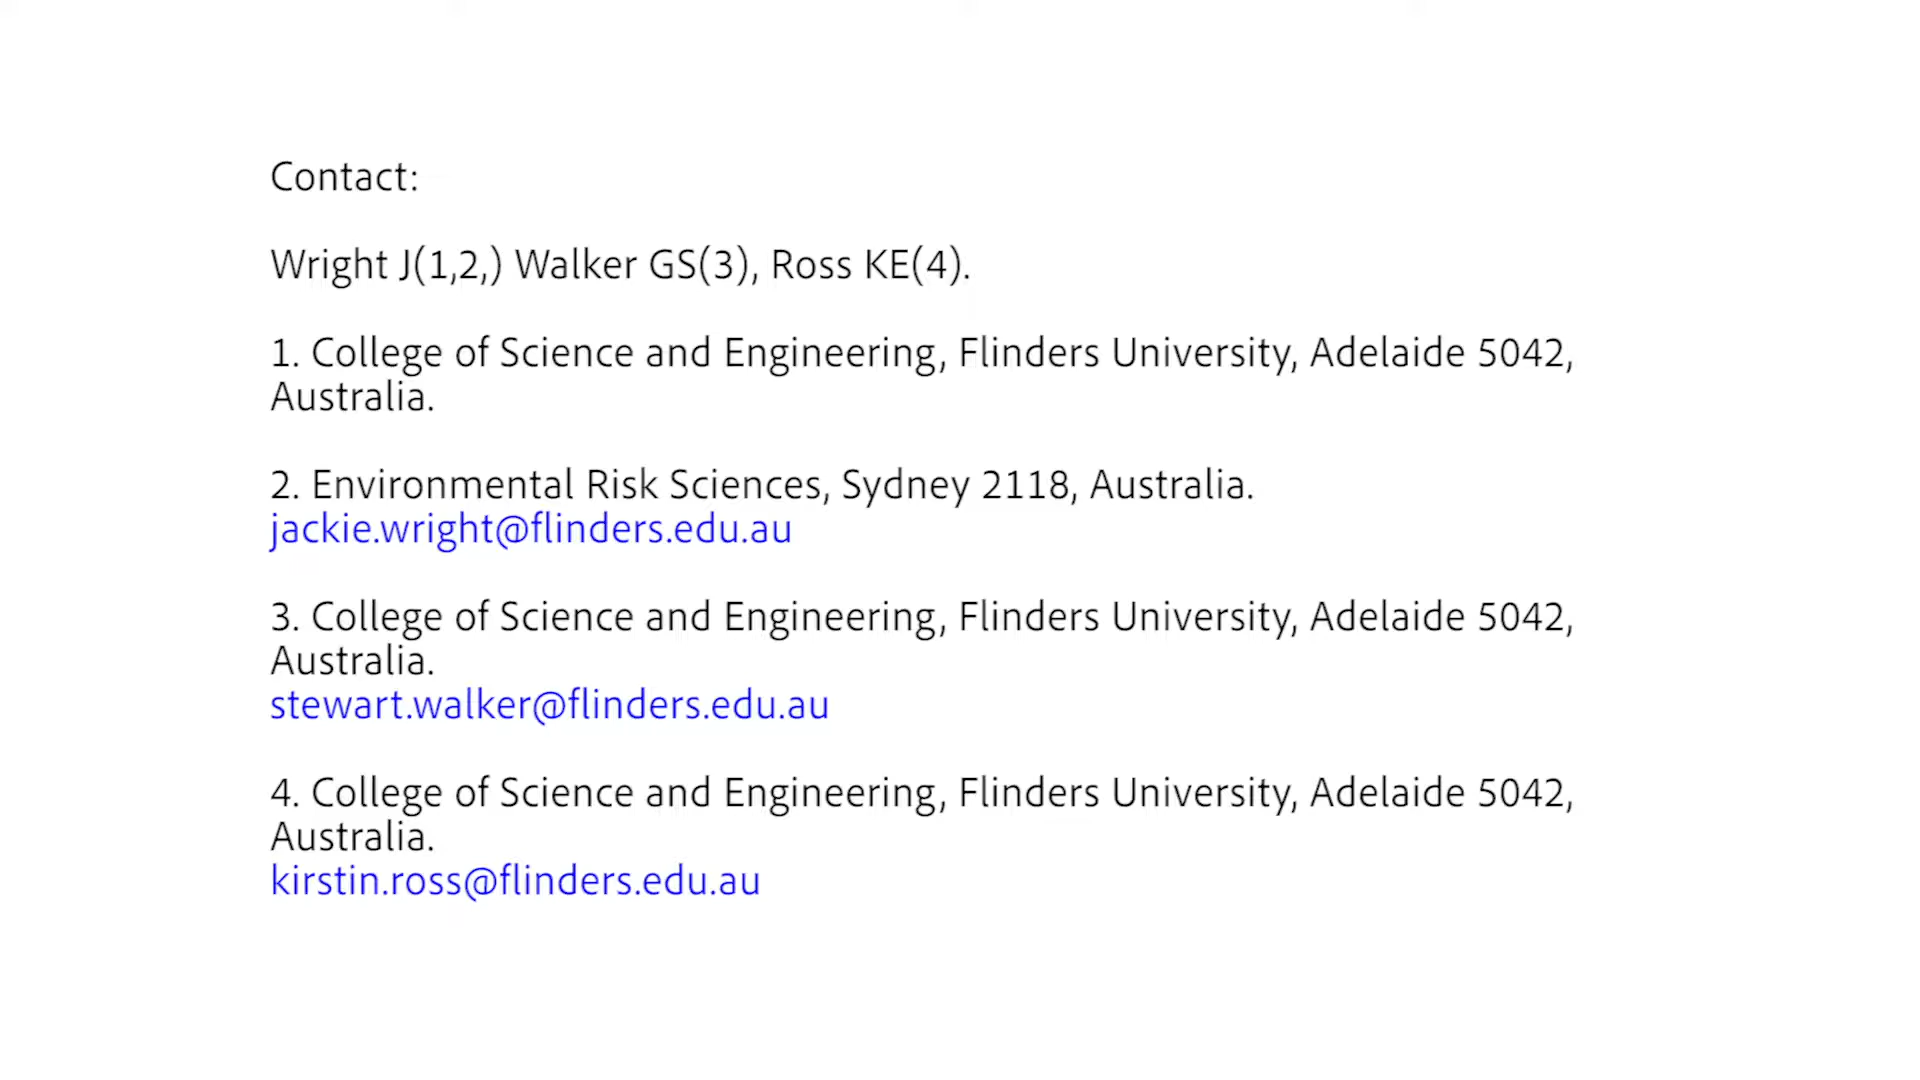 Contact:
Wright J(1,2,) Walker GS(3), Ross KE(4).
1. College of Science and Engineering, Flinders University, Adelaide 5042,
Australia.
2. Environmental Risk Sciences, Sydney 2118, Australia.
jackie.wright@flinders.edu.au
3. College of Science and Engineering, Flinders University, Adelaide 5042,
Australia.
stewart.walker@flinders.edu.au
4. College of Science and Engineering, Flinders University, Adelaide 5042,
Australia.
kirstin.ross@flinders.edu.au